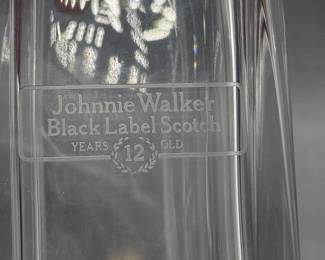 Johnnie Walker
Black Label Scotch
YEARS 12 OLD